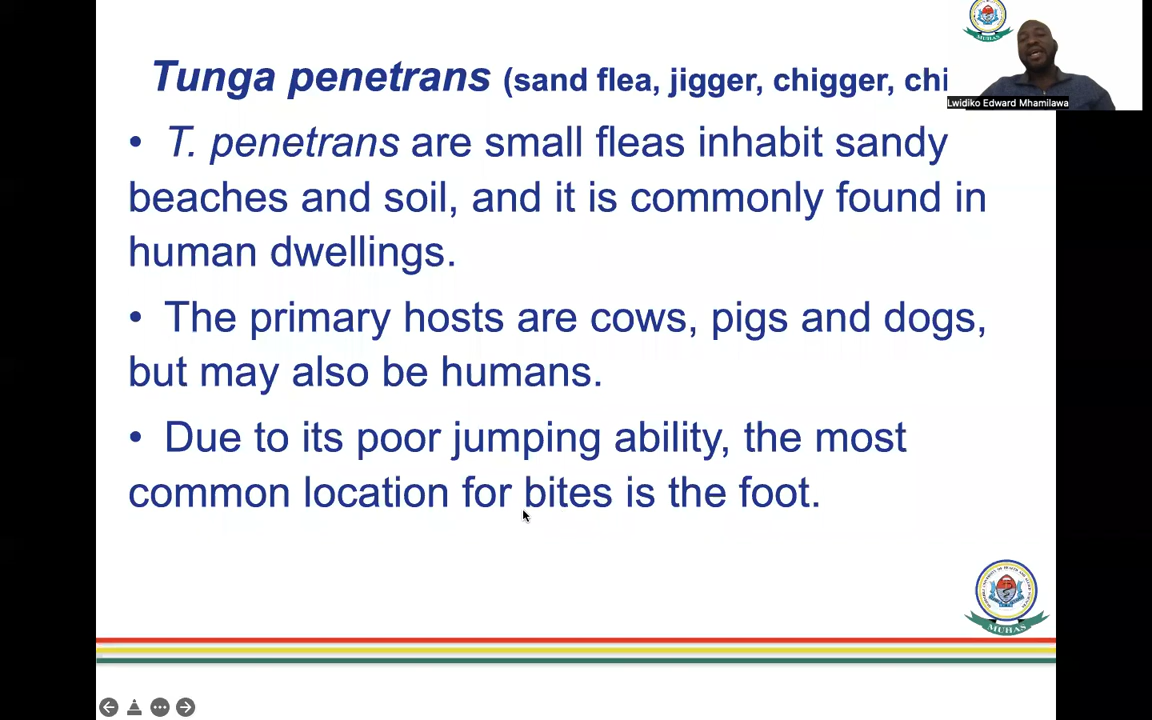 Tunga penetrans (sand flea, jigger, chigger, chi
• T. penetrans are small fleas inhabit sandy
beaches and soil, and it is commonly found in
human dwellings.
• The primary hosts are cows, pigs and dogs,
but may also be humans.
• Due to its poor jumping ability, the most
common location for bites is the foot.
MUHAS
Lwidiko Edward Mhamilawa
MUHAS